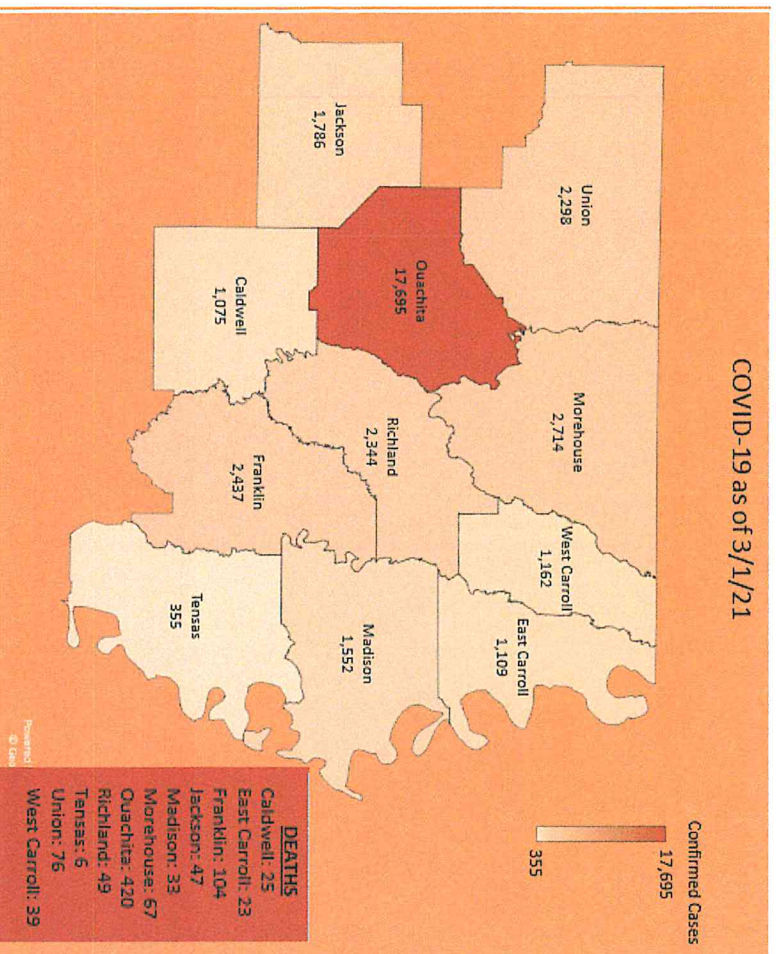 COVID-19 as of 3/1/21
Confirmed Cases
17,695
355
Union
2,298
Morehouse
2,714
West Carroll
1,162
East Carroll
1,109
Jackson
1,786
Ouachita
17,695
Richland
2,344
Madison
1,552
Caldwell
1,075
Franklin
2,437
Tensas
355
DEATHS
Caldwell: 25
East Carroll: 23
Franklin: 104
Jackson: 47
Madison: 33
Morehouse: 67
Ouachita: 420
Richland: 49
Tensas: 6
Union: 76
West Carroll: 39
Powered
© Geo